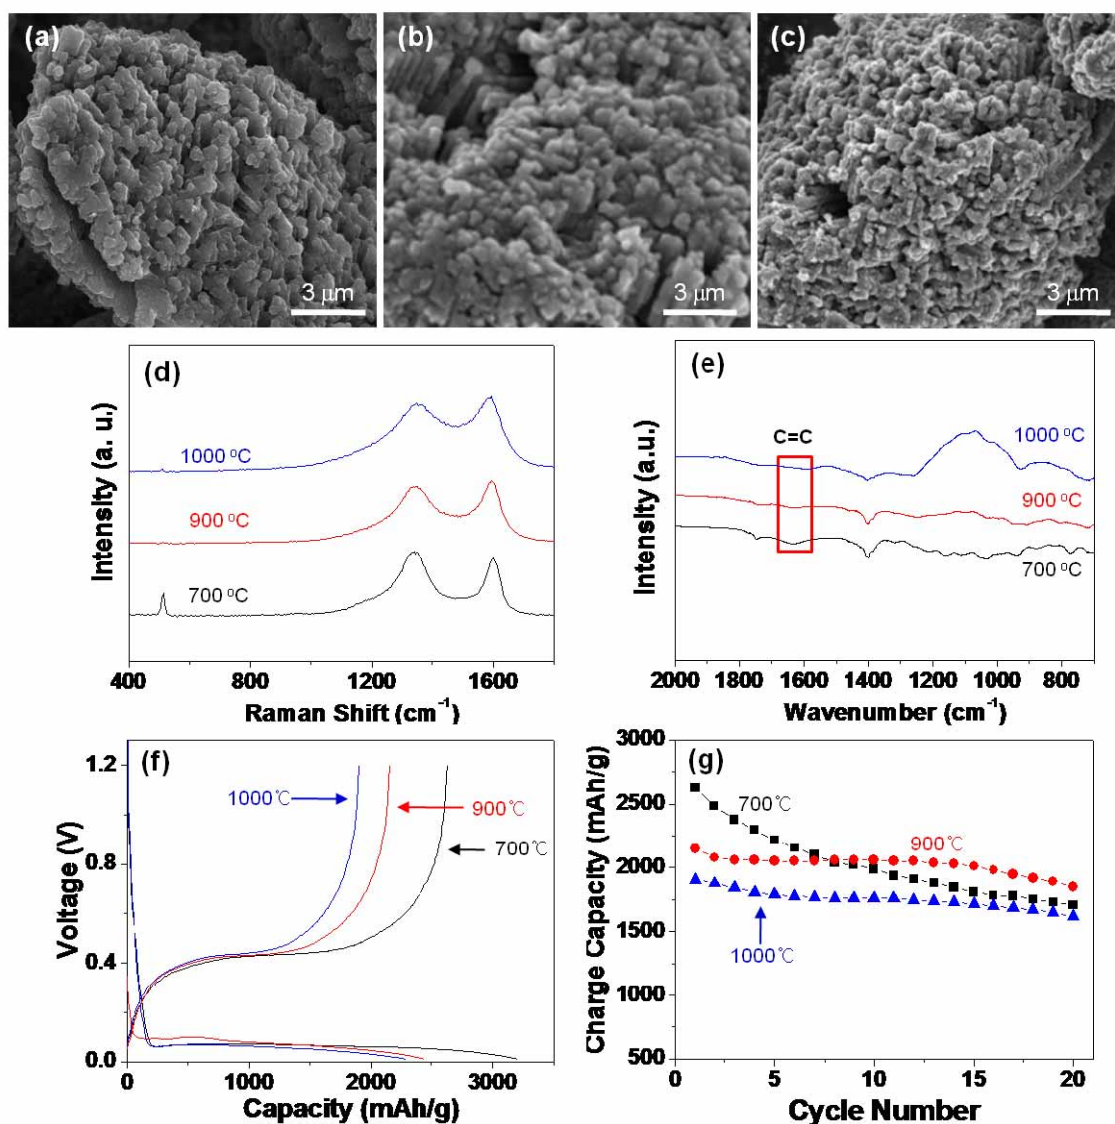 (a)
3 μm
(b)
3 μm
(c)
3 μm
(d)
1000 °C
900 °C
700 °C
Intensity (a. u.)
400 800 1200 1600
Raman Shift (cm⁻¹)
(e)
C=C
1000 °C
900 °C
700 °C
Intensity (a.u.)
2000 1800 1600 1400 1200 1000 800
Wavenumber (cm⁻¹)
(f)
1000℃
900℃
700℃
Voltage (V)
1.2
0.8
0.4
0.0
0 1000 2000 3000
Capacity (mAh/g)
(g)
700℃
900℃
1000℃
Charge Capacity (mAh/g)
3000
2500
2000
1500
1000
500
0 5 10 15 20
Cycle Number